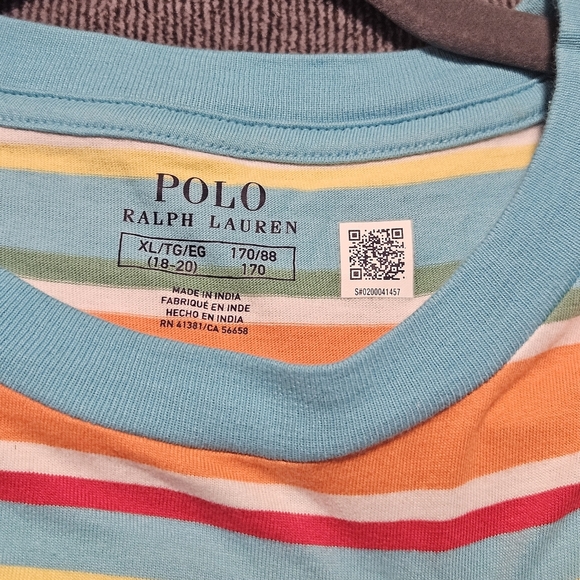 POLO
RALPH LAUREN
XL/TG/EG 170/88
(18-20) 170
MADE IN INDIA
FABRIQUÉ EN INDE
HECHO EN INDIA
RN 41381/CA 56658
S#0200041457